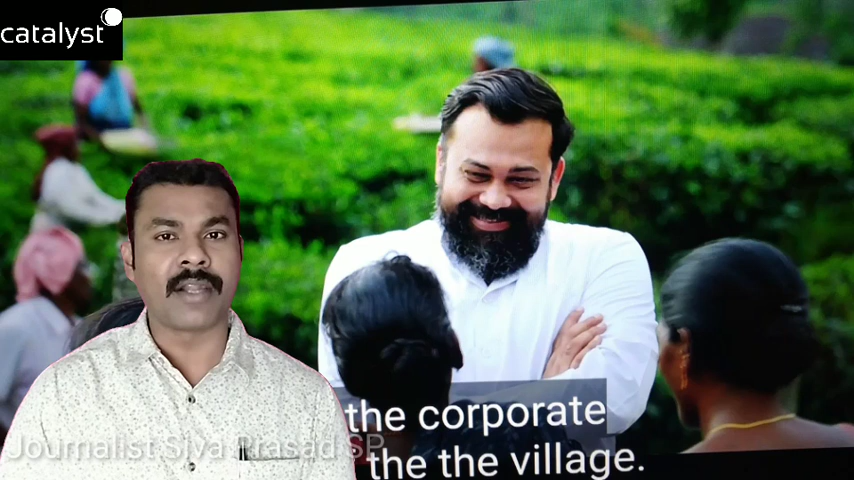 catalyst
the corporate
Journalist Siva Prasad SP
the the village.